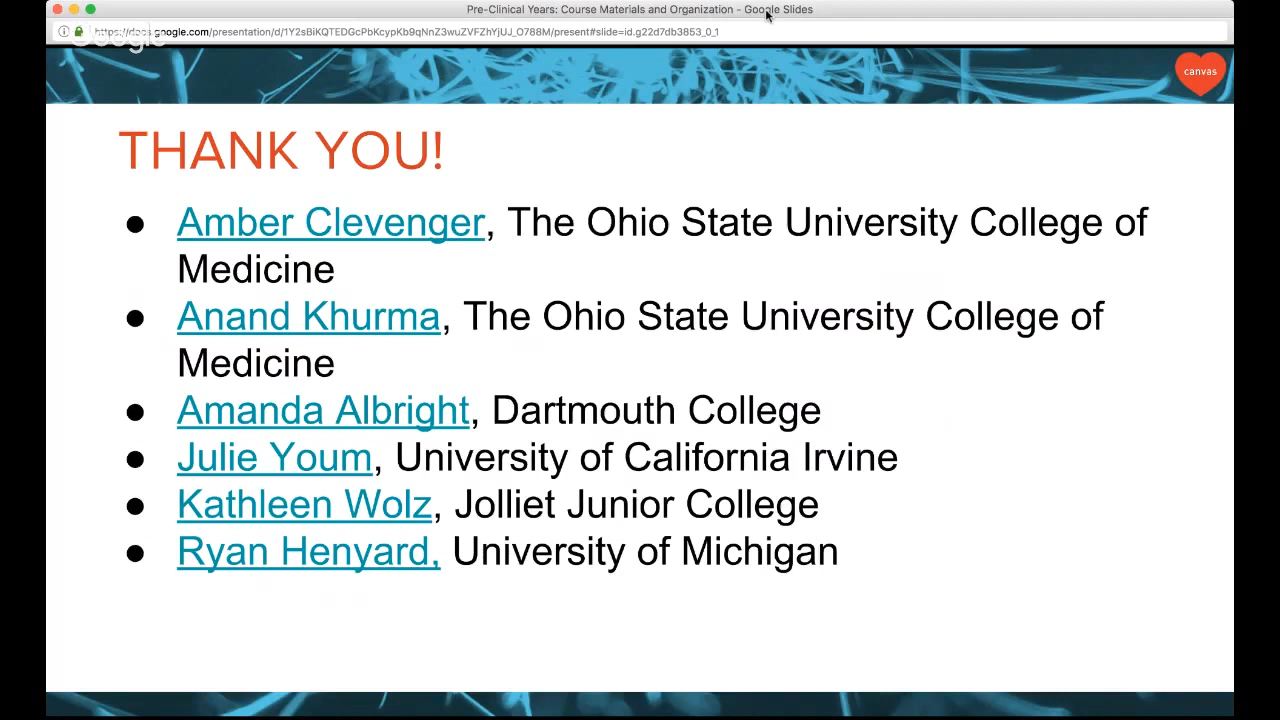 Pre-Clinical Years: Course Materials and Organization - Google Slides
https://docs.google.com/presentation/d/1Y2sBiKQTEDGcPbKcypKb9qNnZ3wuZVFZhYjUJ_O788M/present#slide=id.g22d7db3853_0_1
Google
canvas
THANK YOU!
● Amber Clevenger, The Ohio State University College of
Medicine
● Anand Khurma, The Ohio State University College of
Medicine
● Amanda Albright, Dartmouth College
● Julie Youm, University of California Irvine
● Kathleen Wolz, Jolliet Junior College
● Ryan Henyard, University of Michigan